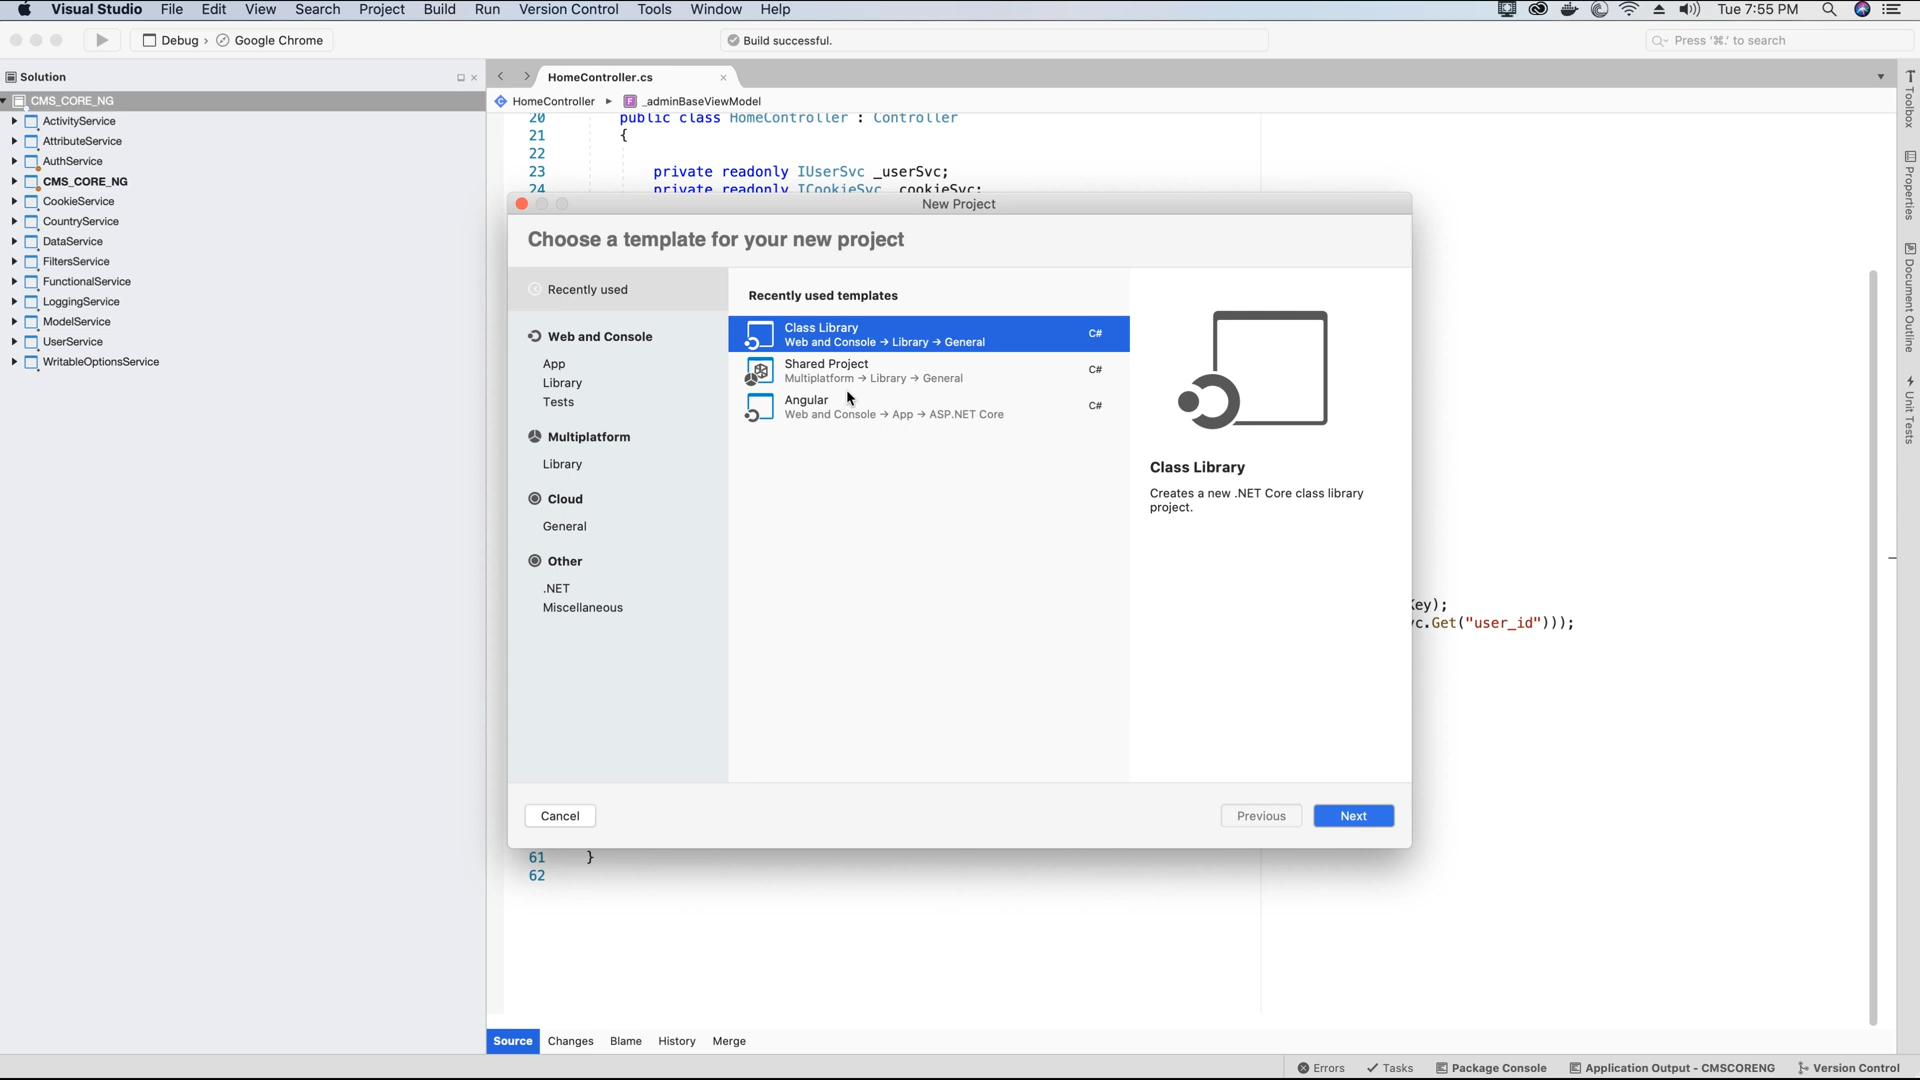 Visual Studio File Edit View Search Project Build Run Version Control Tools Window Help Tue 7:55 PM
Debug › Google Chrome Build successful. Press '⌘.' to search
Solution
CMS_CORE_NG
ActivityService
AttributeService
AuthService
CMS_CORE_NG
CookieService
CountryService
DataService
FiltersService
FunctionalService
LoggingService
ModelService
UserService
WritableOptionsService
HomeController.cs
HomeController _adminBaseViewModel
20 public class HomeController : Controller
21 {
22
23 private readonly IUserSvc _userSvc;
24 private readonly ICookieSvc _cookieSvc;
New Project
Choose a template for your new project
Recently used
Web and Console
App
Library
Tests
Multiplatform
Library
Cloud
General
Other
.NET
Miscellaneous
Recently used templates
Class Library
Web and Console → Library → General
C#
Shared Project
Multiplatform → Library → General
C#
Angular
Web and Console → App → ASP.NET Core
C#
Class Library
Creates a new .NET Core class library
project.
Cancel Previous Next
Key);
vc.Get("user_id")));
61 }
62
Source Changes Blame History Merge
Toolbox
Properties
Document Outline
Unit Tests
Errors Tasks Package Console Application Output - CMSCORENG Version Control